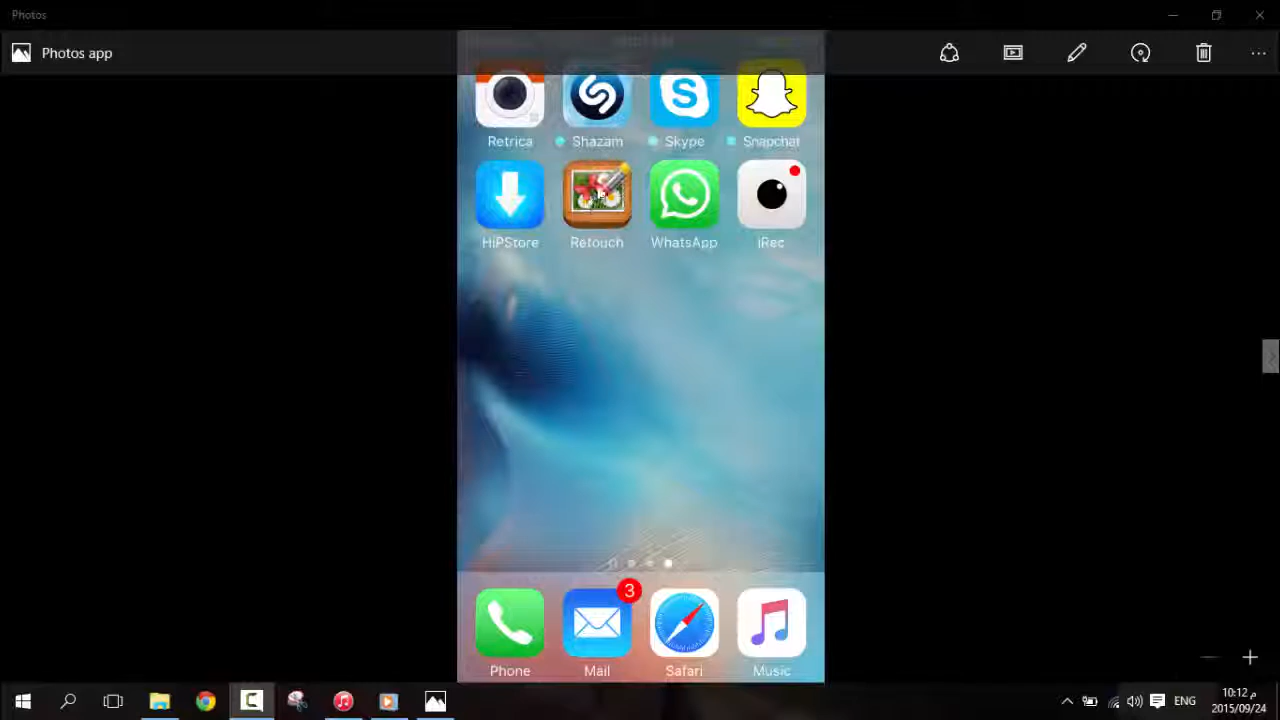 Photos
Photos app
Retrica Shazam Skype Snapchat
HiPStore Retouch WhatsApp iRec
3
Phone Mail Safari Music
ENG
10:12 م
2015/09/24